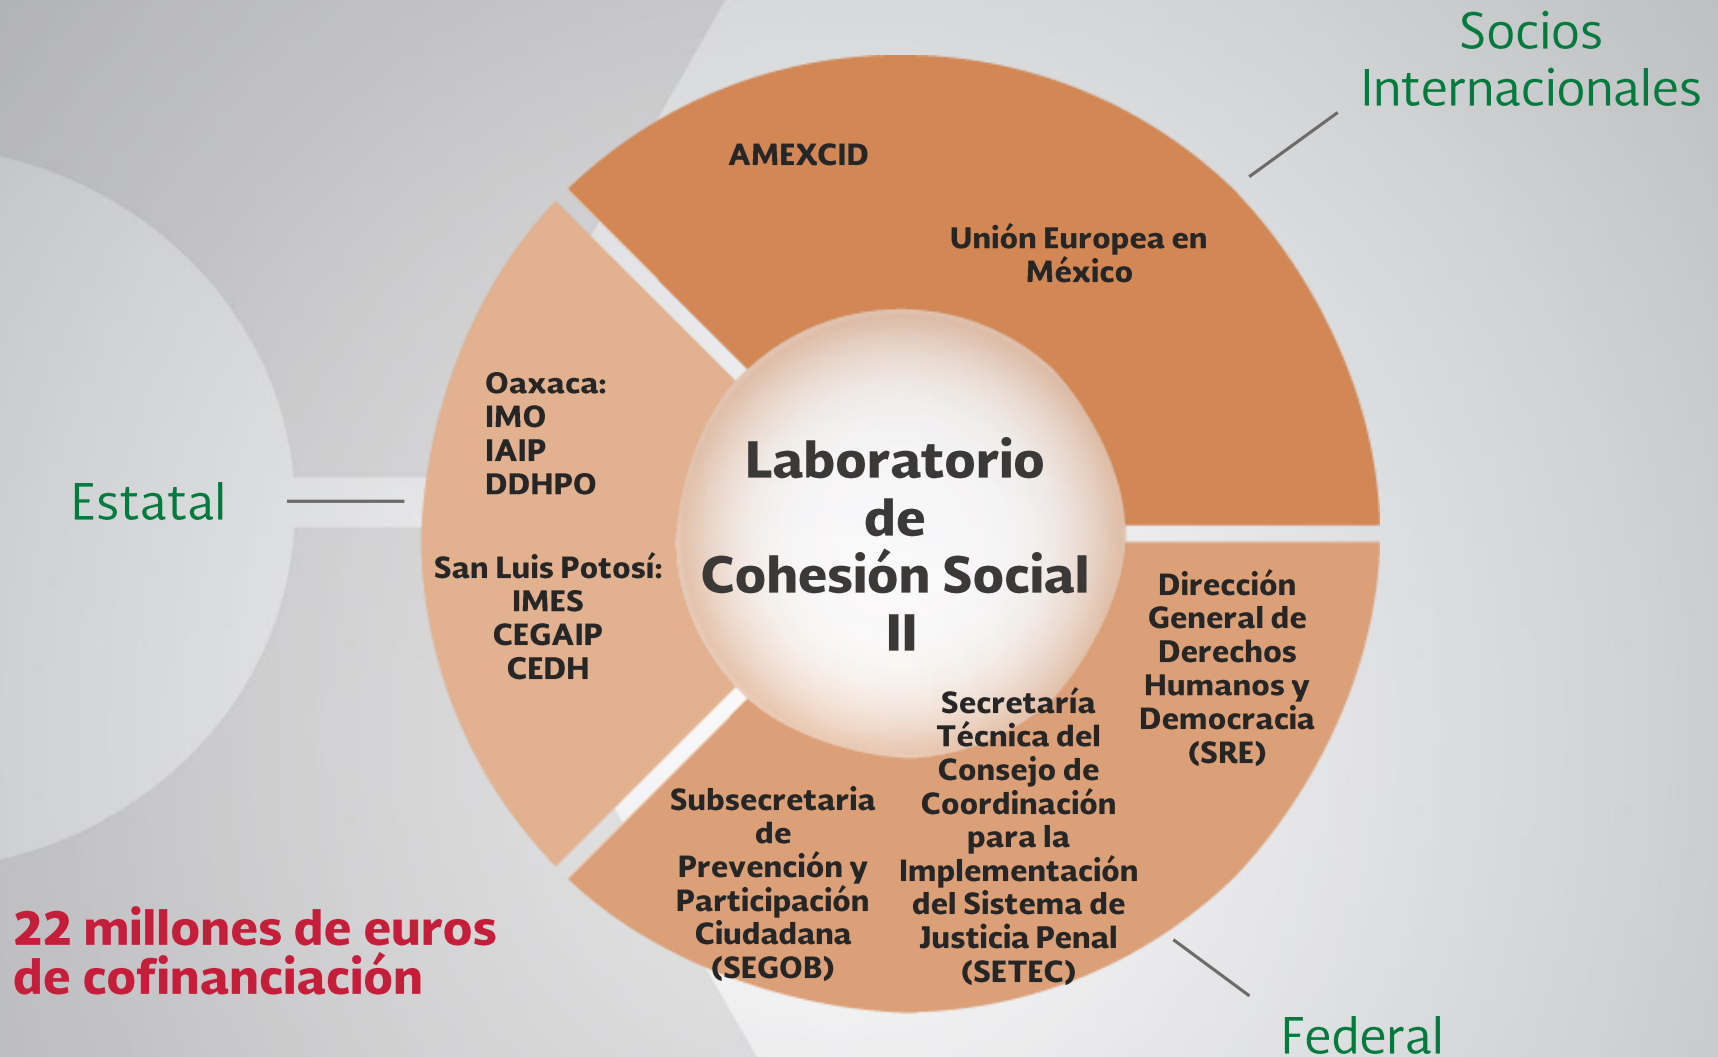 Socios
Internacionales
AMEXCID
Unión Europea en
México
Oaxaca:
IMO
IAIP
DDHPO
Estatal
San Luis Potosí:
IMES
CEGAIP
CEDH
Laboratorio
de
Cohesión Social
II
Dirección
General de
Derechos
Humanos y
Democracia
(SRE)
Secretaría
Técnica del
Consejo de
Coordinación
para la
Implementación
del Sistema de
Justicia Penal
(SETEC)
Subsecretaria
de
Prevención y
Participación
Ciudadana
(SEGOB)
22 millones de euros
de cofinanciación
Federal